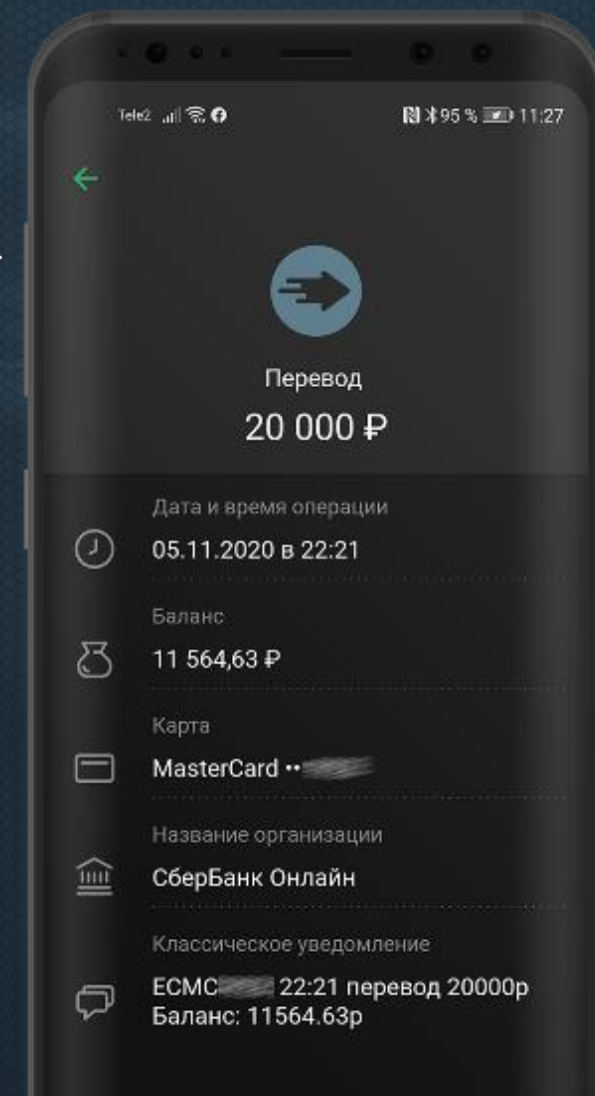 Tele2 95 % 11:27
Перевод
20 000 ₽
Дата и время операции
05.11.2020 в 22:21
Баланс
11 564,63 ₽
Карта
MasterCard ••
Название организации
СберБанк Онлайн
Классическое уведомление
ECMC 22:21 перевод 20000р
Баланс: 11564.63р